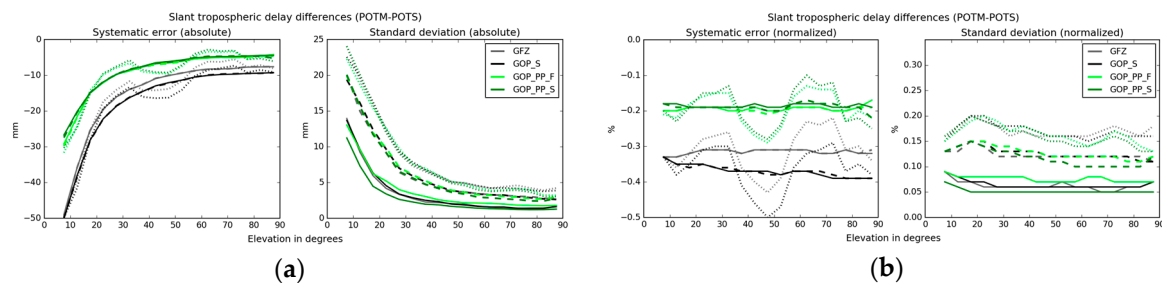 Slant tropospheric delay differences (POTM-POTS)
Systematic error (absolute)
Standard deviation (absolute)
0
−10
−20
−30
−40
−50
mm
0 10 20 30 40 50 60 70 80 90
25
20
15
10
5
0
mm
0 10 20 30 40 50 60 70 80 90
GFZ
GOP_S
GOP_PP_F
GOP_PP_S
Elevation in degrees
(a)
Slant tropospheric delay differences (POTM-POTS)
Systematic error (normalized)
Standard deviation (normalized)
0.0
−0.1
−0.2
−0.3
−0.4
−0.5
%
0 10 20 30 40 50 60 70 80 90
0.30
0.25
0.20
0.15
0.10
0.05
0.00
%
0 10 20 30 40 50 60 70 80 90
GFZ
GOP_S
GOP_PP_F
GOP_PP_S
Elevation in degrees
(b)